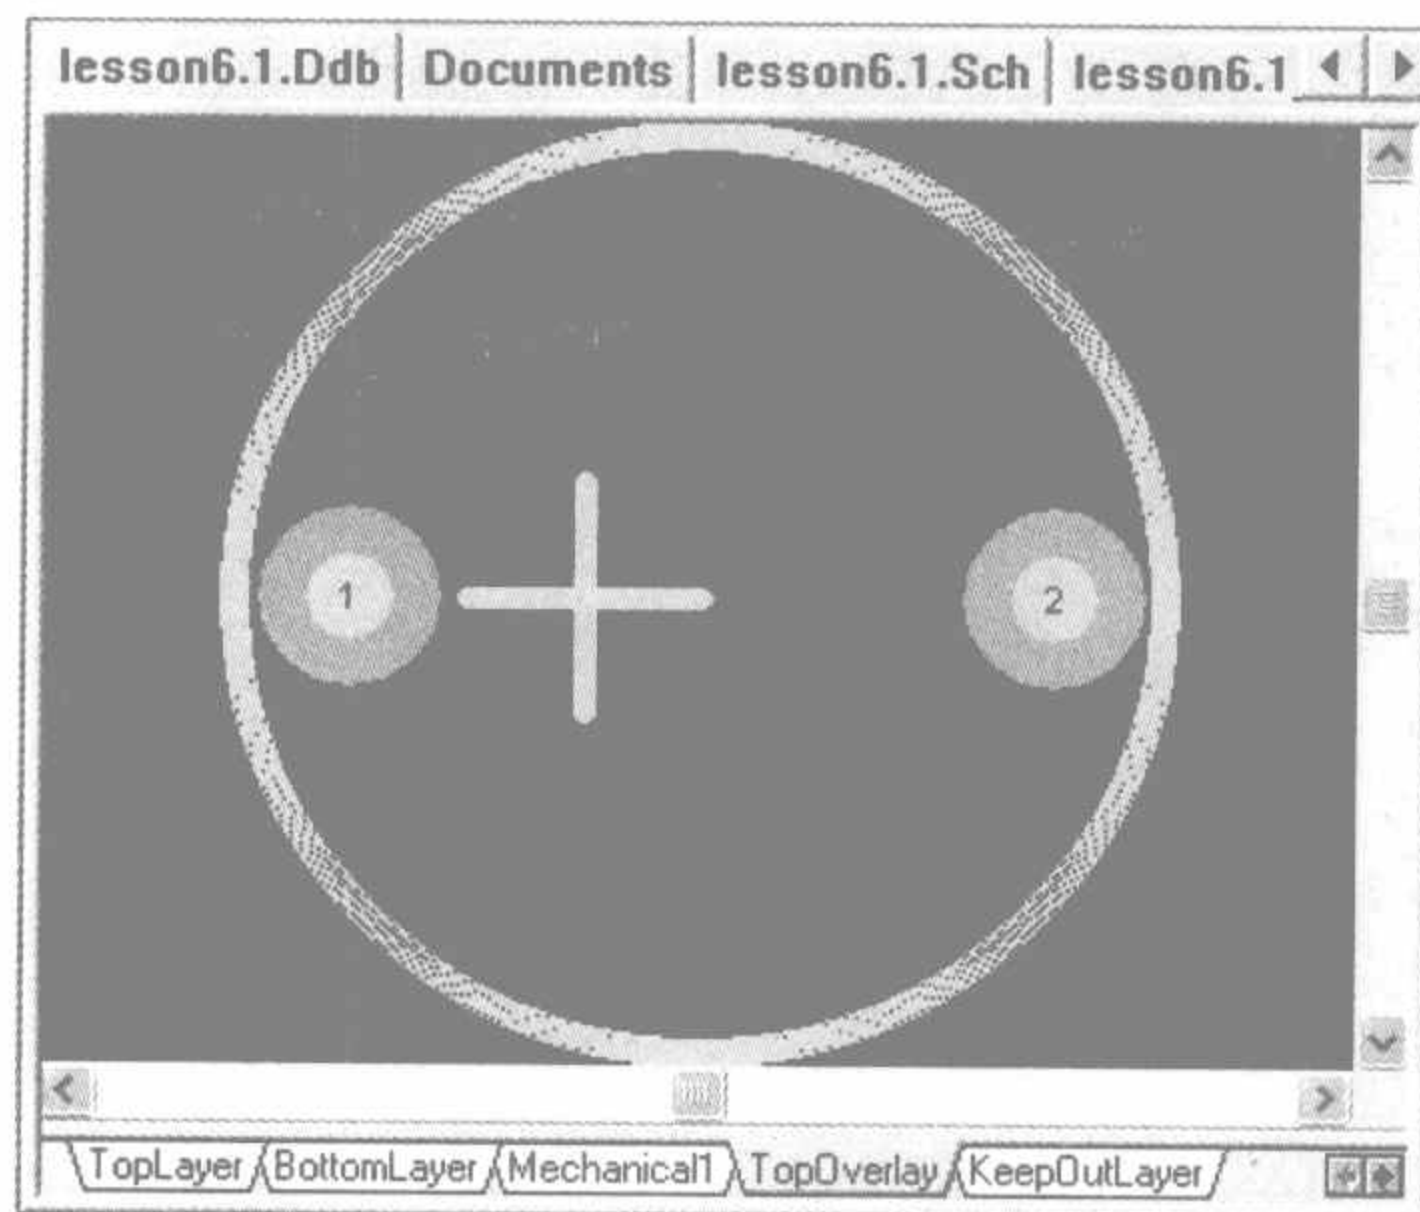 lesson6.1.Ddb Documents lesson6.1.Sch lesson6.1
1 2
TopLayer BottomLayer Mechanical1 TopOverlay KeepOutLayer